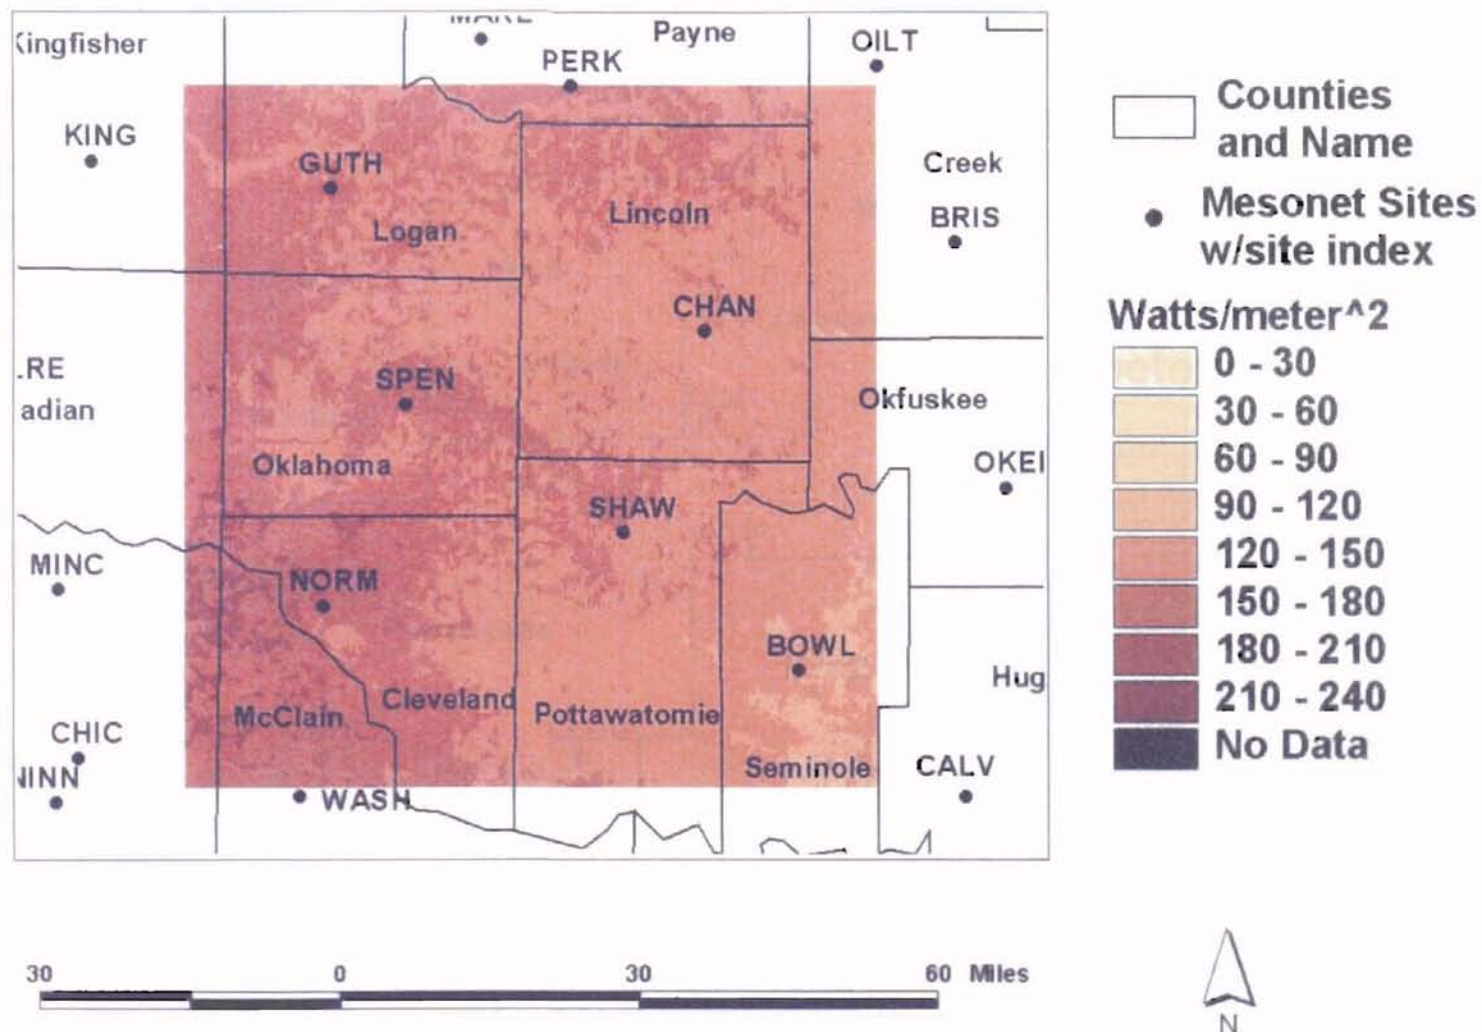 Payne
OILT
Kingfisher
PERK
KING
GUTH
Creek
Lincoln
BRIS
Logan
CHAN
.RE
SPEN
adian
Okfuskee
Oklahoma
OKEI
SHAW
MINC
NORM
BOWL
Hug
Cleveland
McClain
Pottawatomie
CHIC
Seminole
CALV
NINN
WASH
Counties
and Name
Mesonet Sites
w/site index
Watts/meter^2
0 - 30
30 - 60
60 - 90
90 - 120
120 - 150
150 - 180
180 - 210
210 - 240
No Data
30 0 30 60 Miles
N